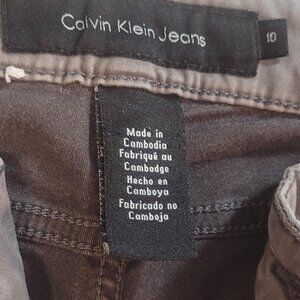 Calvin Klein Jeans
10
Made in
Cambodia
Fabriqué au
Cambodge
Hecho en
Camboya
Fabricado no
Camboja